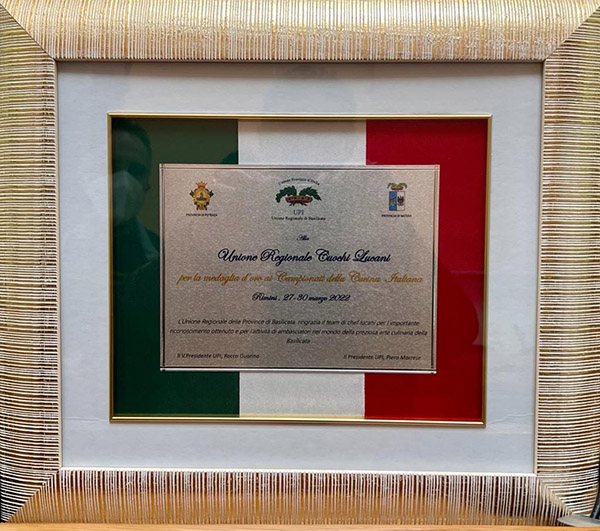 Unione Province d'Italia
UPI
Unione Regionale di Basilicata
PROVINCIA DI POTENZA
PROVINCIA DI MATERA
Alla
Unione Regionale Cuochi Lucani
per la medaglia d'oro ai Campionati della Cucina Italiana
Rimini, 27-30 marzo 2022
L'Unione Regionale delle Province di Basilicata, ringrazia il team di chef lucani per l'importante
riconoscimento ottenuto e per l'attività di ambasciatori nel mondo della preziosa arte culinaria della
Basilicata
Il V.Presidente UPI, Rocco Guarino
Il Presidente UPI, Piero Marrese